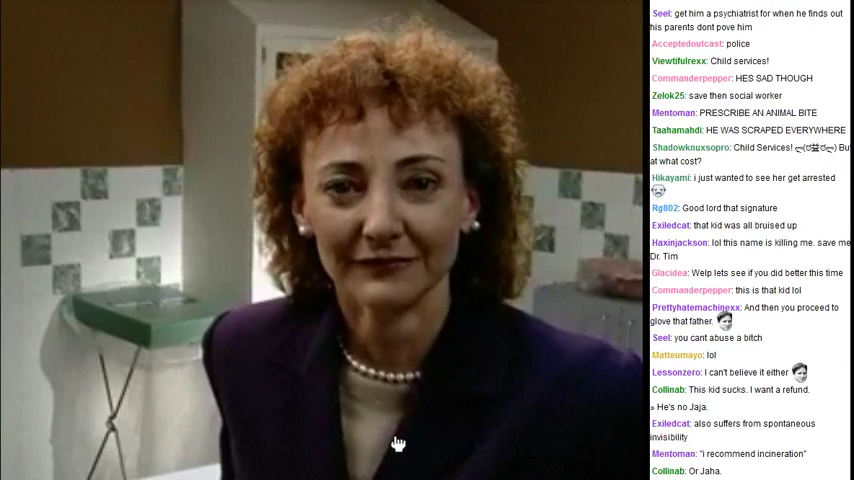 Seel: get him a psychiatrist for when he finds out
his parents dont pove him
Acceptedoutcast: police
Viewtifulrexx: Child services!
Commanderpepper: HES SAD THOUGH
Zelok25: save then social worker
Mentoman: PRESCRIBE AN ANIMAL BITE
Taahamahdi: HE WAS SCRAPED EVERYWHERE
Shadowknuxsopro: Child Services! ლ(ಠ益ಠლ) But
at what cost?
Hikayami: i just wanted to see her get arrested
Rg802: Good lord that signature
Exiledcat: that kid was all bruised up
Haxinjackson: lol this name is killing me. save me
Dr. Tim
Glacidea: Welp lets see if you did better this time
Commanderpepper: this is that kid lol
Prettyhatemachinexx: And then you proceed to
glove that father.
Seel: you cant abuse a bitch
Matteumayo: lol
Lessonzero: I can't believe it either
Collinab: This kid sucks. I want a refund.
» He's no Jaja.
Exiledcat: also suffers from spontaneous
invisibility
Mentoman: "i recommend incineration"
Collinab: Or Jaha.